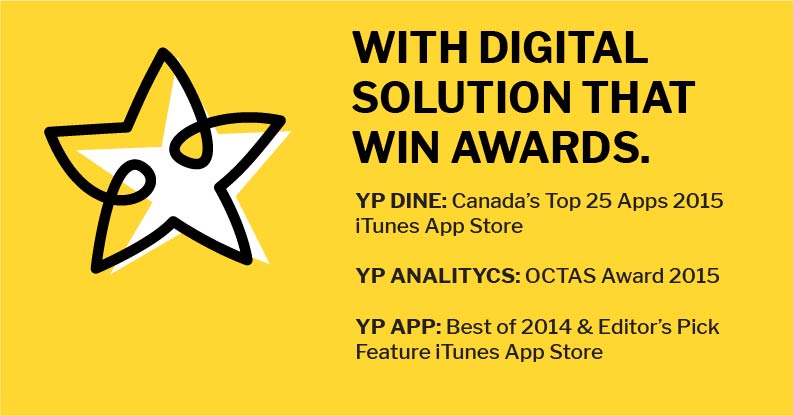 WITH DIGITAL
SOLUTION THAT
WIN AWARDS.
YP DINE: Canada's Top 25 Apps 2015
iTunes App Store
YP ANALITYCS: OCTAS Award 2015
YP APP: Best of 2014 & Editor's Pick
Feature iTunes App Store